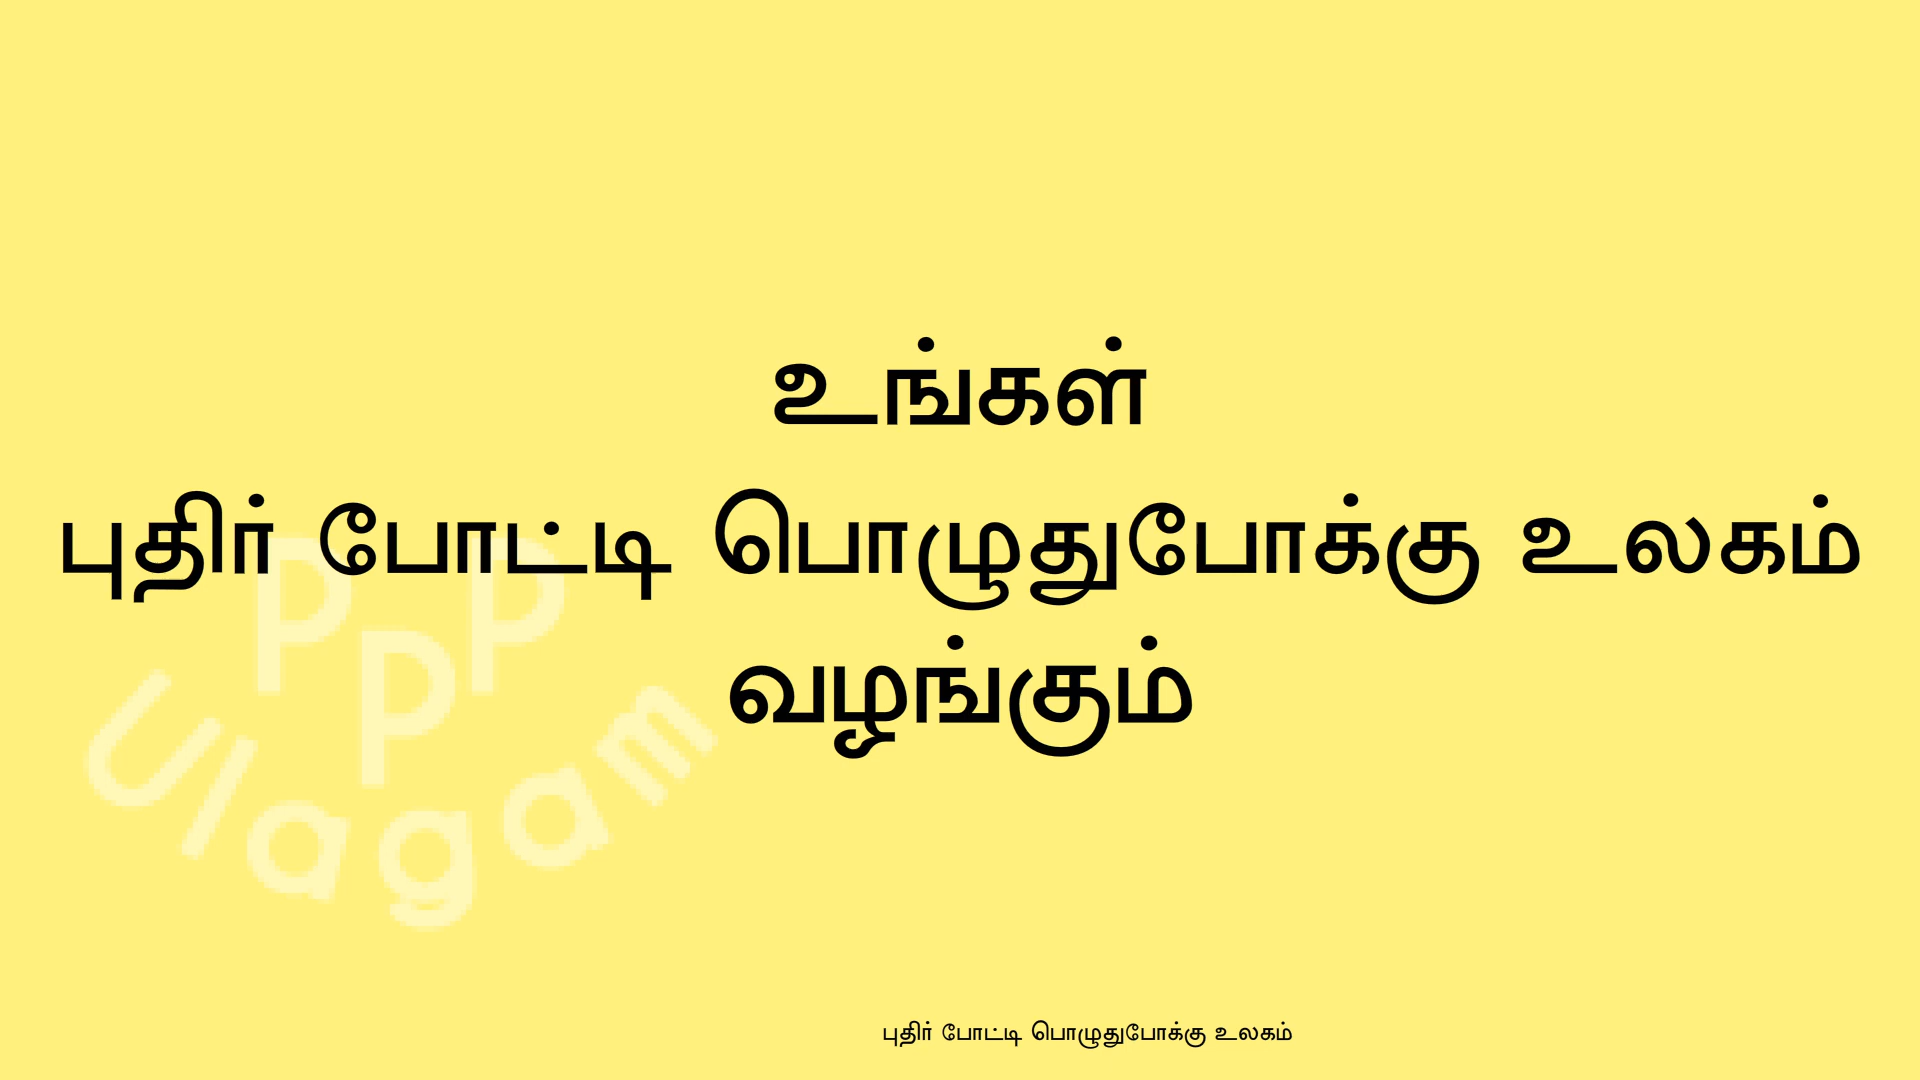 உங்கள்
புதிர் போட்டி பொழுதுபோக்கு உலகம்
வழங்கும்
PPP
Ulagam
புதிர் போட்டி பொழுதுபோக்கு உலகம்